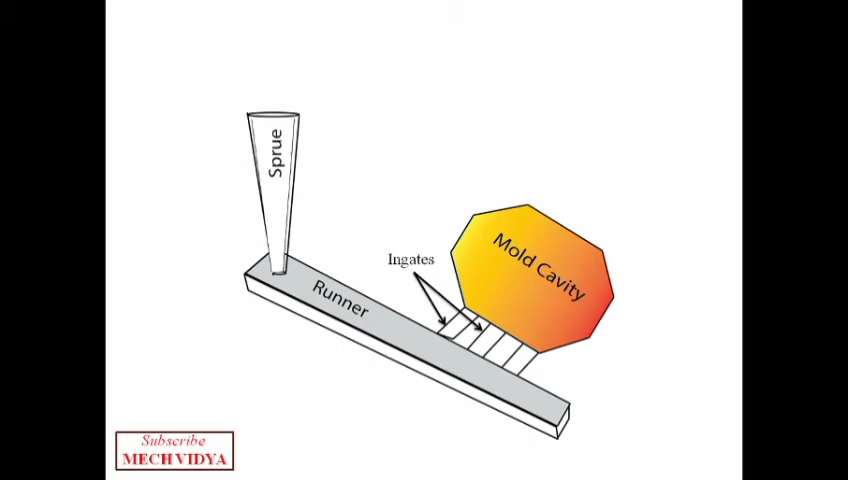 Sprue
Ingates
Mold Cavity
Runner
Subscribe
MECH VIDYA